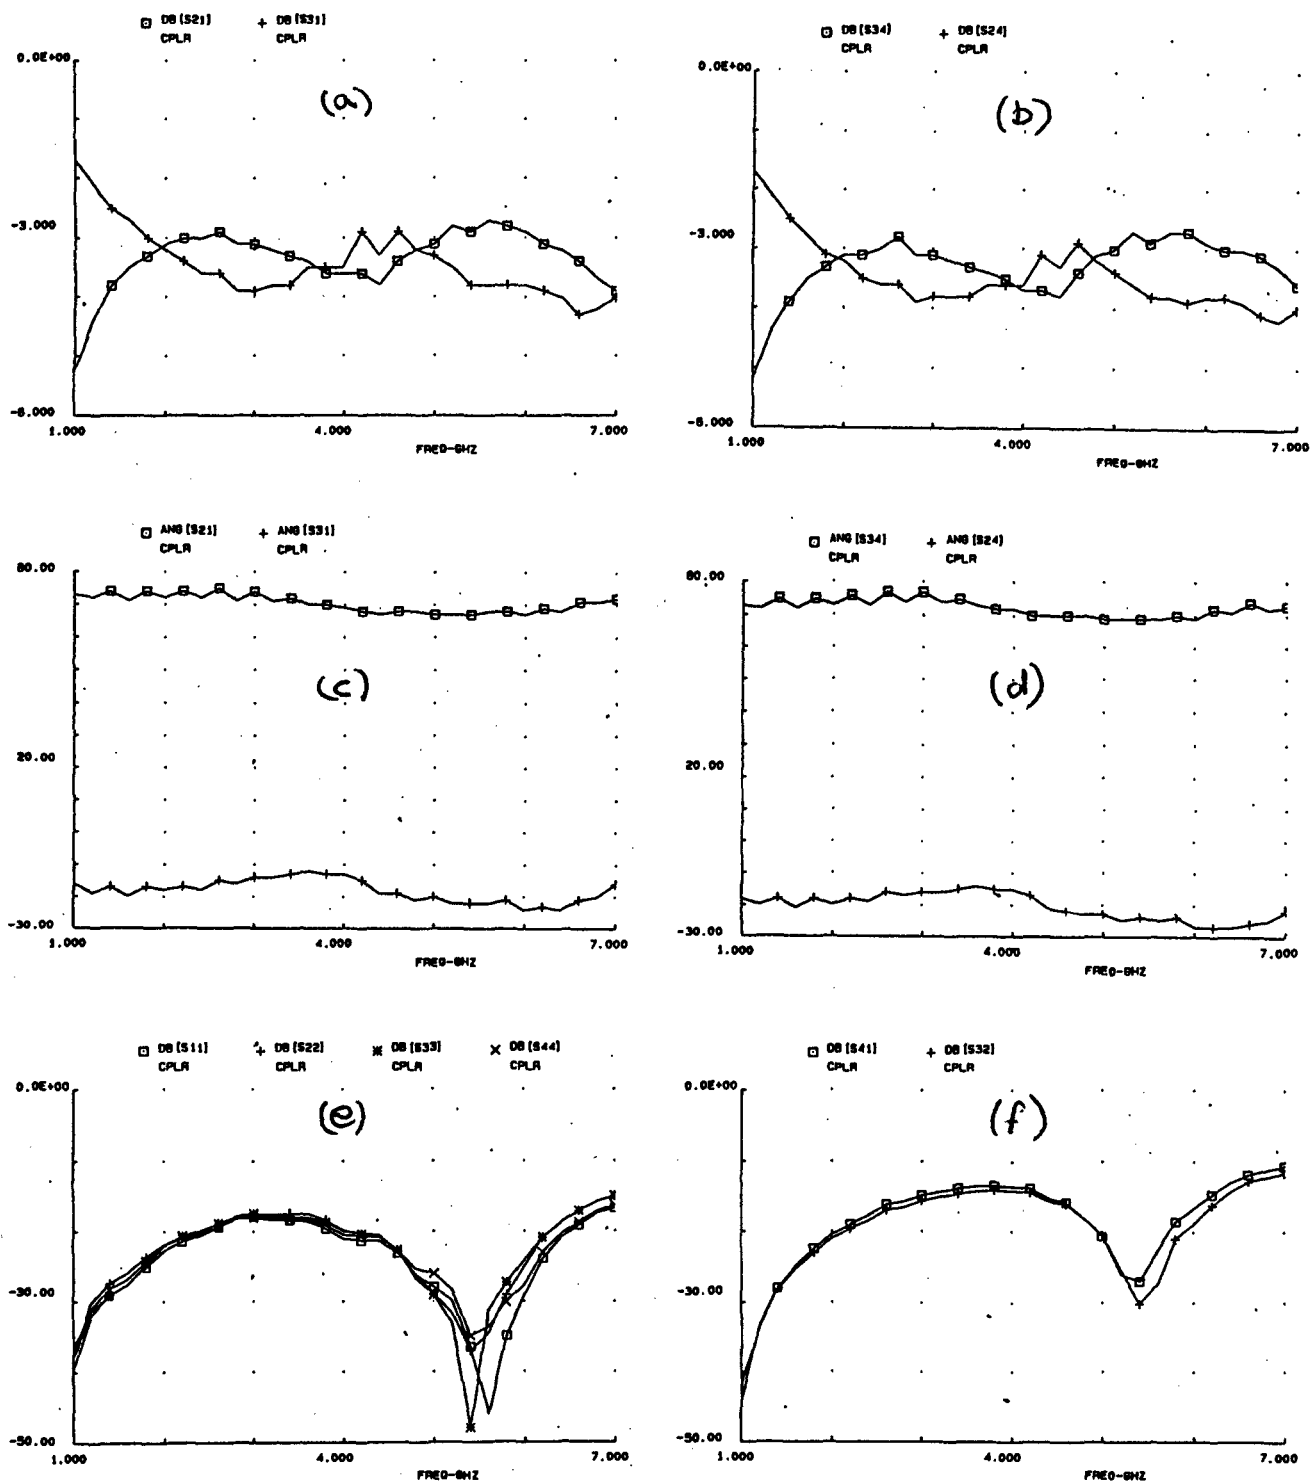 DB [S21] DB [S31]
CPLR CPLR
0.0E+00
(a)
-3.000
-6.000
1.000 4.000 7.000
FREQ-GHZ
DB [S34] DB [S24]
CPLR CPLR
0.0E+00
(b)
-3.000
-6.000
1.000 4.000 7.000
FREQ-GHZ
ANG [S21] ANG [S31]
CPLR CPLR
80.00
(c)
20.00
-30.00
1.000 4.000 7.000
FREQ-GHZ
ANG [S34] ANG [S24]
CPLR CPLR
80.00
(d)
20.00
-30.00
1.000 4.000 7.000
FREQ-GHZ
DB [S11] DB [S22] DB [S33] DB [S44]
CPLR CPLR CPLR CPLR
0.0E+00
(e)
-30.00
-50.00
1.000 4.000 7.000
FREQ-GHZ
DB [S41] DB [S32]
CPLR CPLR
0.0E+00
(f)
-30.00
-50.00
1.000 4.000 7.000
FREQ-GHZ